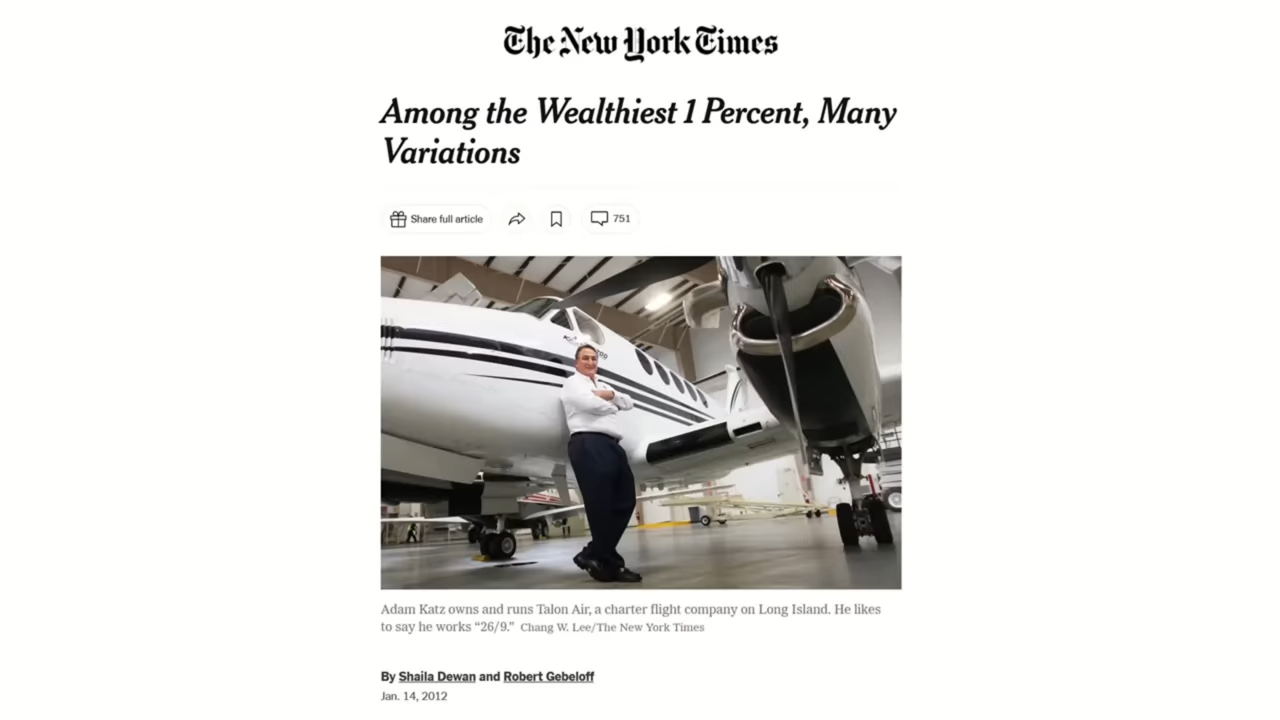 The New York Times
Among the Wealthiest 1 Percent, Many
Variations
Share full article
751
Adam Katz owns and runs Talon Air, a charter flight company on Long Island. He likes
to say he works “26/9.” Chang W. Lee/The New York Times
By Shaila Dewan and Robert Gebeloff
Jan. 14, 2012